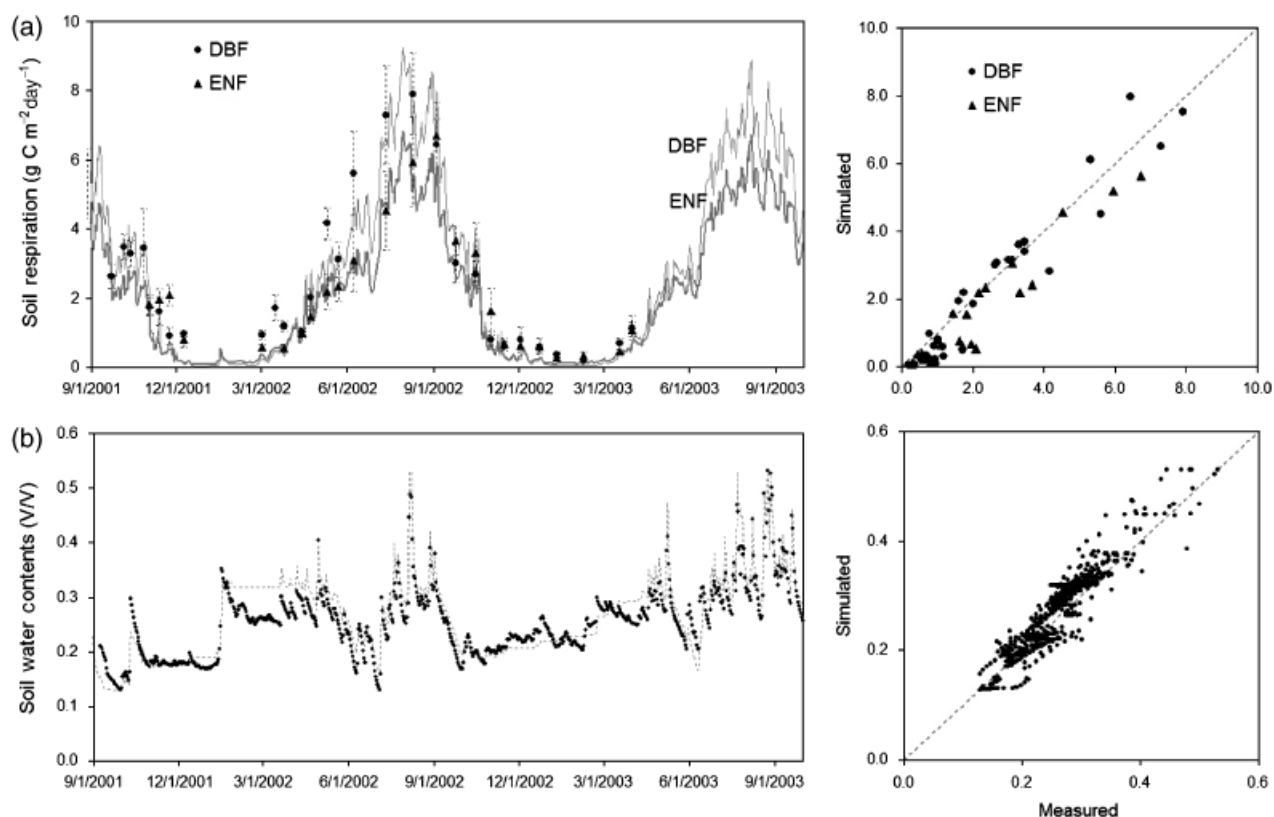 (a)
Soil respiration (g C m⁻²day⁻¹)
10
8
6
4
2
0
DBF
ENF
DBF
ENF
9/1/2001 12/1/2001 3/1/2002 6/1/2002 9/1/2002 12/1/2002 3/1/2003 6/1/2003 9/1/2003
Simulated
10.0
8.0
6.0
4.0
2.0
0.0
DBF
ENF
0.0 2.0 4.0 6.0 8.0 10.0
(b)
Soil water contents (V/V)
0.6
0.5
0.4
0.3
0.2
0.1
0.0
9/1/2001 12/1/2001 3/1/2002 6/1/2002 9/1/2002 12/1/2002 3/1/2003 6/1/2003 9/1/2003
Simulated
0.6
0.4
0.2
0.0
0.0 0.2 0.4 0.6
Measured